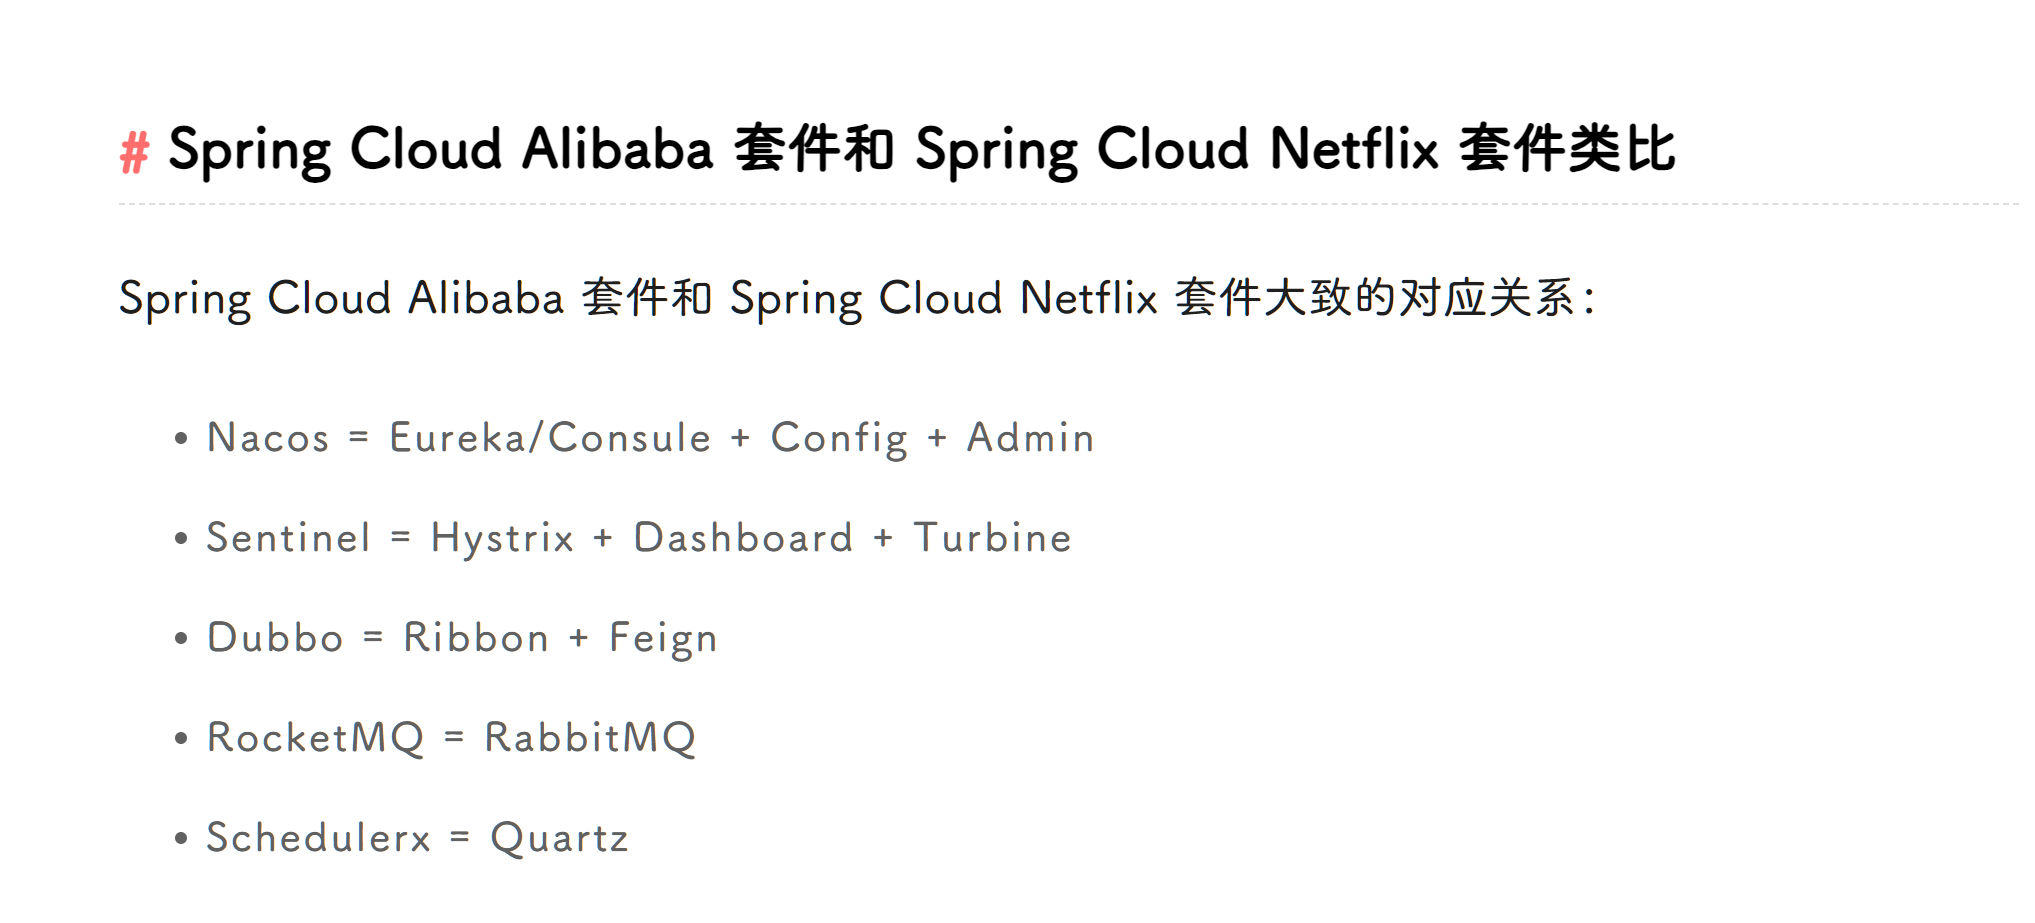 # Spring Cloud Alibaba 套件和 Spring Cloud Netflix 套件类比
Spring Cloud Alibaba 套件和 Spring Cloud Netflix 套件大致的对应关系：
• Nacos = Eureka/Consule + Config + Admin
• Sentinel = Hystrix + Dashboard + Turbine
• Dubbo = Ribbon + Feign
• RocketMQ = RabbitMQ
• Schedulerx = Quartz